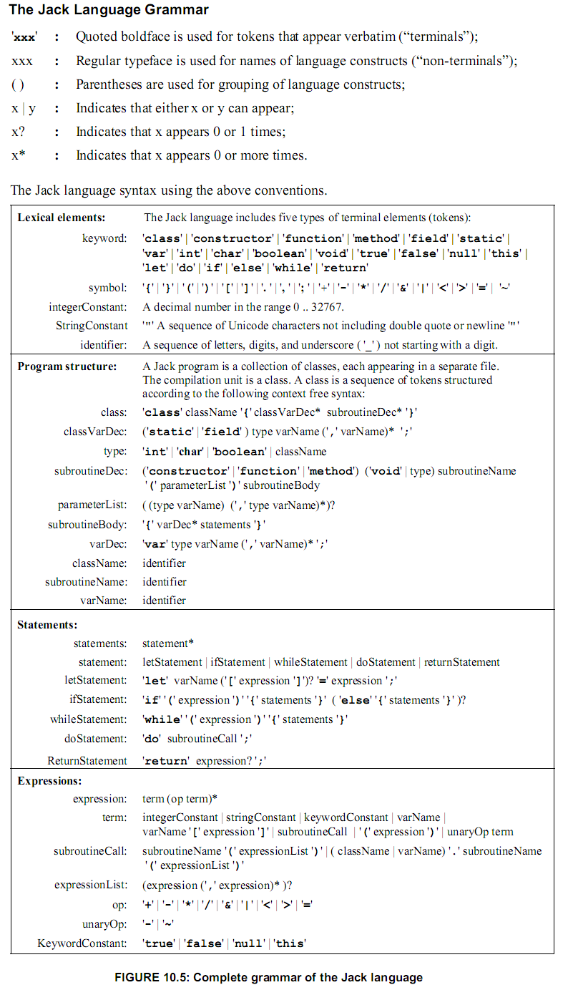 The Jack Language Grammar
'xxx' : Quoted boldface is used for tokens that appear verbatim (“terminals”);
xxx : Regular typeface is used for names of language constructs (“non-terminals”);
( ) : Parentheses are used for grouping of language constructs;
x | y : Indicates that either x or y can appear;
x? : Indicates that x appears 0 or 1 times;
x* : Indicates that x appears 0 or more times.
The Jack language syntax using the above conventions.
Lexical elements: The Jack language includes five types of terminal elements (tokens):
keyword: 'class' | 'constructor' | 'function' | 'method' | 'field' | 'static' |
'var' | 'int' | 'char' | 'boolean' | 'void' | 'true' | 'false' | 'null' | 'this' |
'let' | 'do' | 'if' | 'else' | 'while' | 'return'
symbol: '{' | '}' | '(' | ')' | '[' | ']' | '.' | ',' | ';' | '+' | '-' | '*' | '/' | '&' | '|' | '<' | '>' | '=' | '~'
integerConstant: A decimal number in the range 0 .. 32767.
StringConstant '"' A sequence of Unicode characters not including double quote or newline '"'
identifier: A sequence of letters, digits, and underscore ( '_' ) not starting with a digit.
Program structure: A Jack program is a collection of classes, each appearing in a separate file.
The compilation unit is a class. A class is a sequence of tokens structured
according to the following context free syntax:
class: 'class' className '{' classVarDec* subroutineDec* '}'
classVarDec: ('static' | 'field' ) type varName (',' varName)* ';'
type: 'int' | 'char' | 'boolean' | className
subroutineDec: ('constructor' | 'function' | 'method') ('void' | type) subroutineName
'(' parameterList ')' subroutineBody
parameterList: ( (type varName) (',' type varName)*)?
subroutineBody: '{' varDec* statements '}'
varDec: 'var' type varName (',' varName)* ';'
className: identifier
subroutineName: identifier
varName: identifier
Statements:
statements: statement*
statement: letStatement | ifStatement | whileStatement | doStatement | returnStatement
letStatement: 'let' varName ('[' expression ']')? '=' expression ';'
ifStatement: 'if' '(' expression ')' '{' statements '}' ( 'else' '{' statements '}' )?
whileStatement: 'while' '(' expression ')' '{' statements '}'
doStatement: 'do' subroutineCall ';'
ReturnStatement 'return' expression? ';'
Expressions:
expression: term (op term)*
term: integerConstant | stringConstant | keywordConstant | varName |
varName '[' expression ']' | subroutineCall | '(' expression ')' | unaryOp term
subroutineCall: subroutineName '(' expressionList ')' | ( className | varName) '.' subroutineName
'(' expressionList ')'
expressionList: (expression (',' expression)* )?
op: '+' | '-' | '*' | '/' | '&' | '|' | '<' | '>' | '='
unaryOp: '-' | '~'
KeywordConstant: 'true' | 'false' | 'null' | 'this'
FIGURE 10.5: Complete grammar of the Jack language